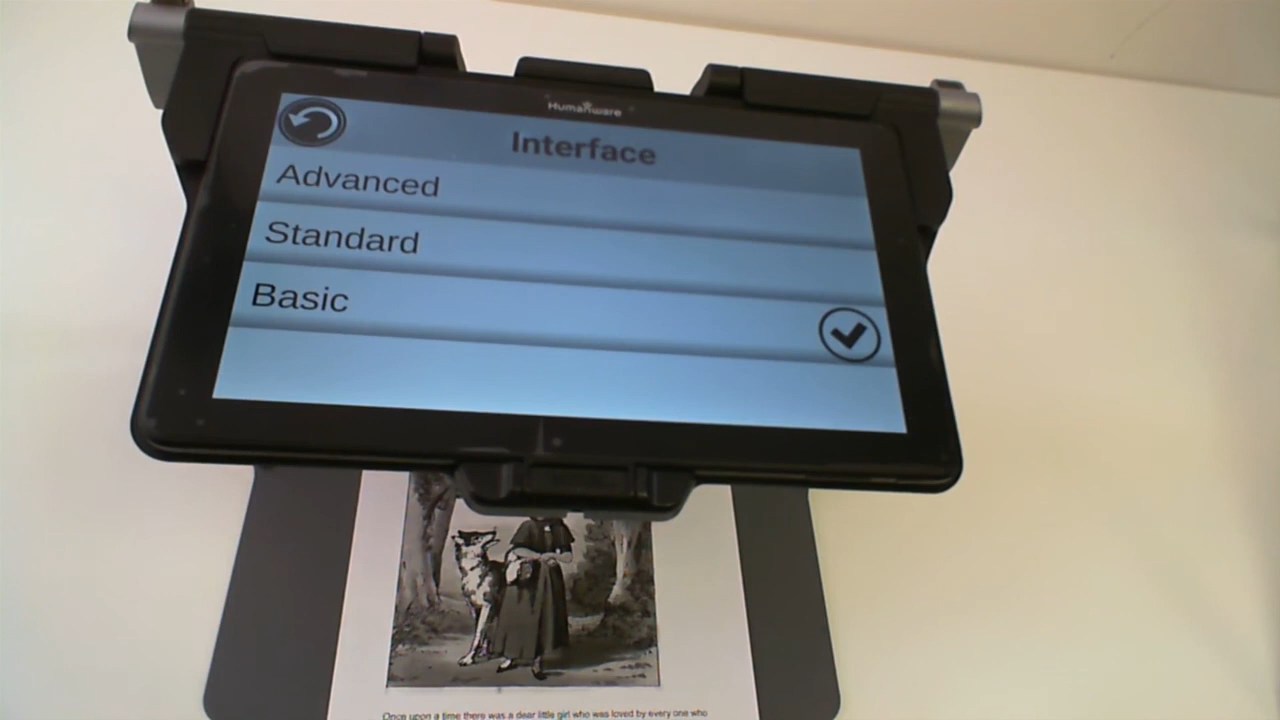 HumanWare
Interface
Advanced
Standard
Basic
Once upon a time there was a dear little girl who was loved by every one who